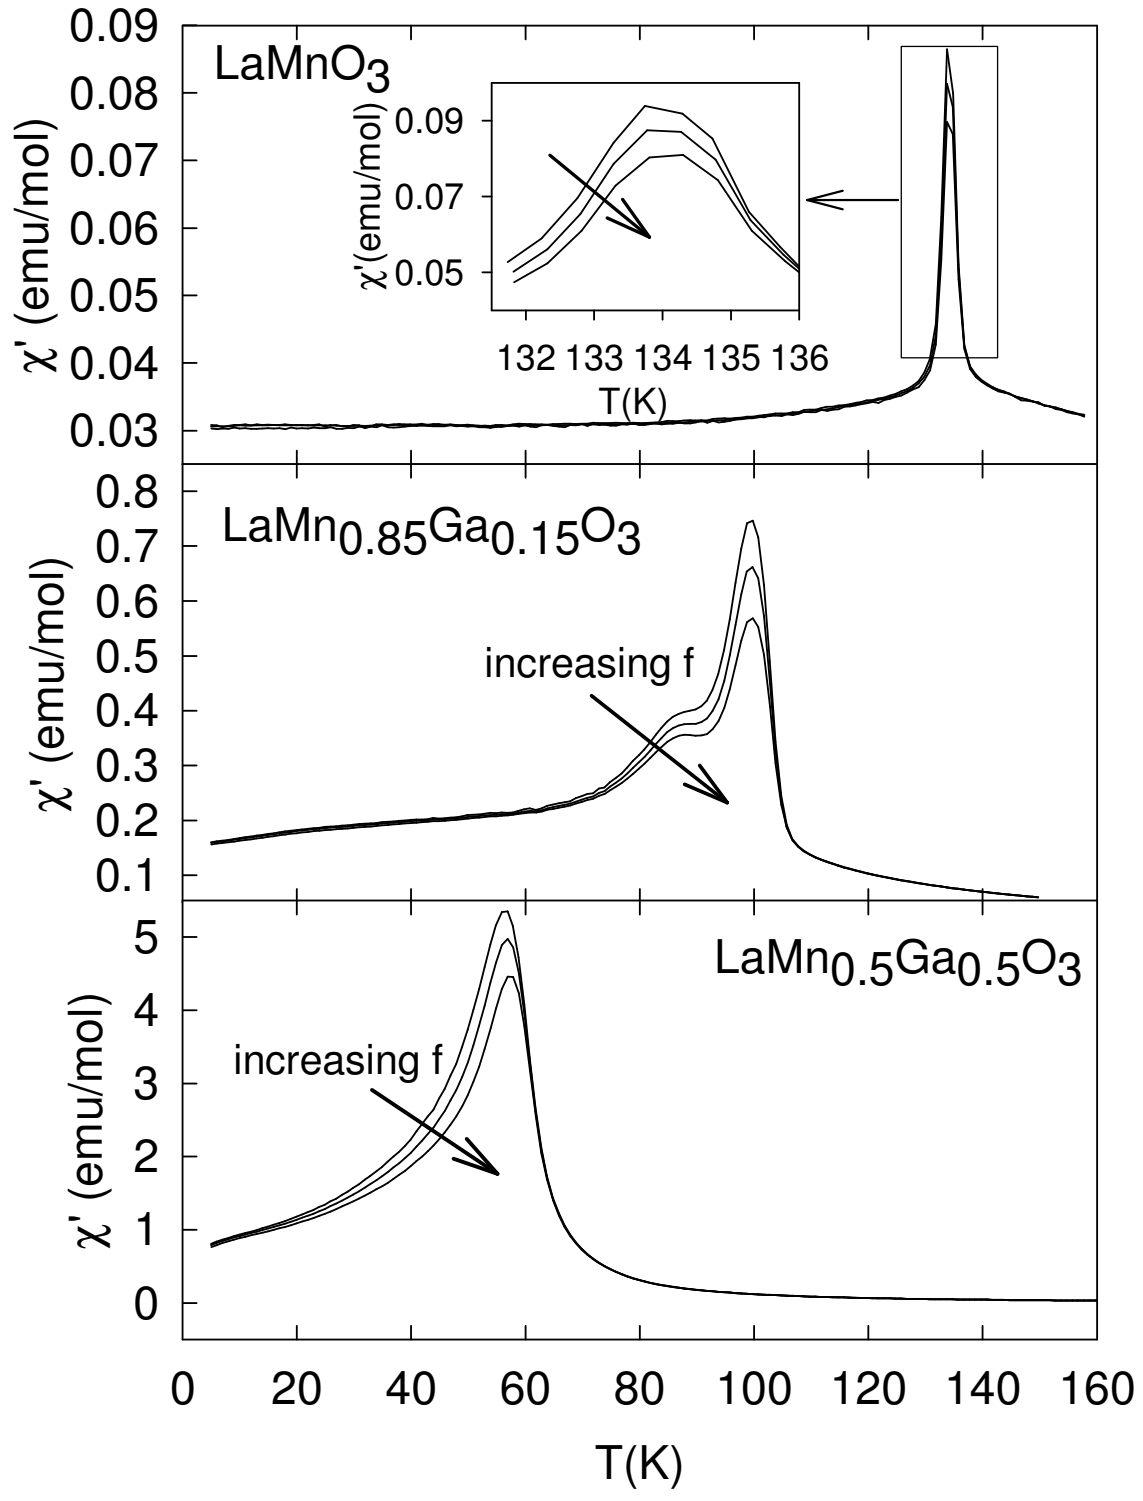 LaMnO3
χ' (emu/mol)
0.09
0.08
0.07
0.06
0.05
0.04
0.03
χ'(emu/mol)
0.09
0.07
0.05
132 133 134 135 136
T(K)
LaMn0.85Ga0.15O3
χ' (emu/mol)
0.8
0.7
0.6
0.5
0.4
0.3
0.2
0.1
increasing f
LaMn0.5Ga0.5O3
χ' (emu/mol)
5
4
3
2
1
0
increasing f
0 20 40 60 80 100 120 140 160
T(K)